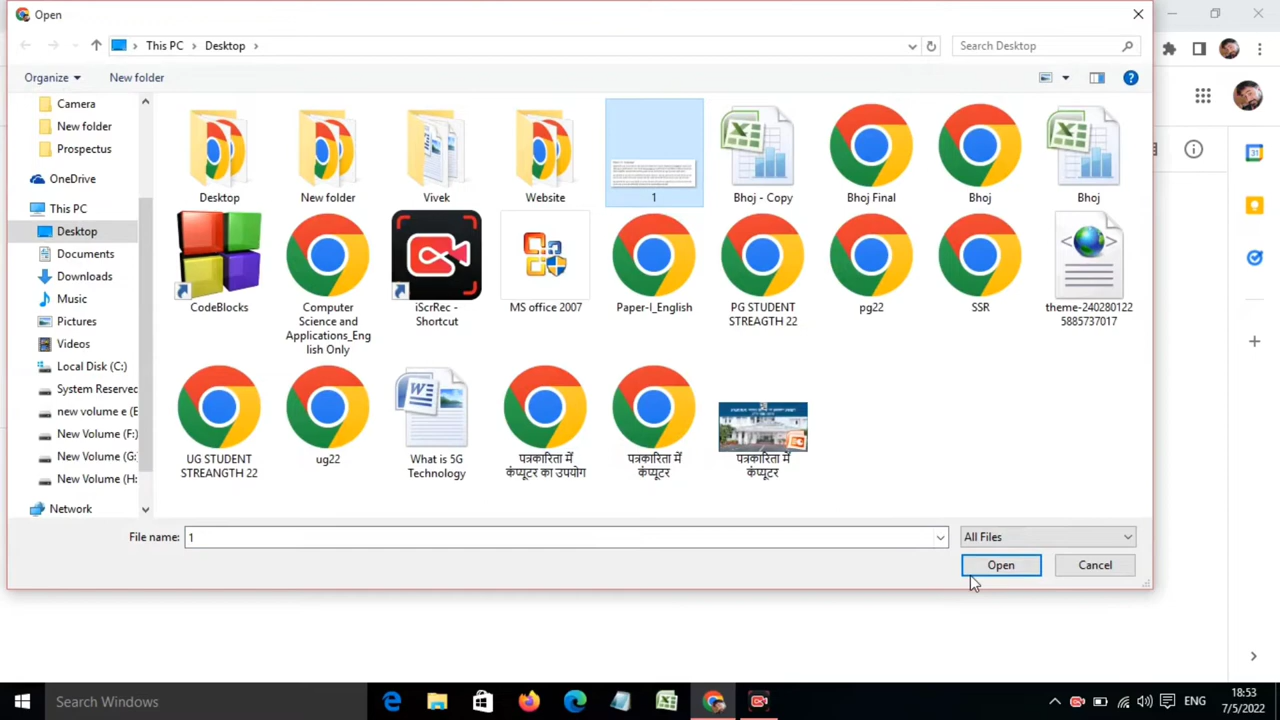 Open
This PC
Desktop
Search Desktop
Organize
New folder
Camera
New folder
Prospectus
OneDrive
This PC
Desktop
Documents
Downloads
Music
Pictures
Videos
Local Disk (C:)
System Reserved
new volume e (E
New Volume (F:)
New Volume (G:
New Volume (H:
Network
Desktop
New folder
Vivek
Website
1
Bhoj - Copy
Bhoj Final
Bhoj
Bhoj
CodeBlocks
Computer
Science and
Applications_Eng
lish Only
iScrRec -
Shortcut
MS office 2007
Paper-I_English
PG STUDENT
STREAGTH 22
pg22
SSR
theme-240280122
5885737017
UG STUDENT
STREANGTH 22
ug22
What is 5G
Technology
पत्रकारिता में
कंप्यूटर का उपयोग
पत्रकारिता में
कंप्यूटर
पत्रकारिता में
कंप्यूटर
File name:
1
All Files
Open
Cancel
Search Windows
ENG
18:53
7/5/2022